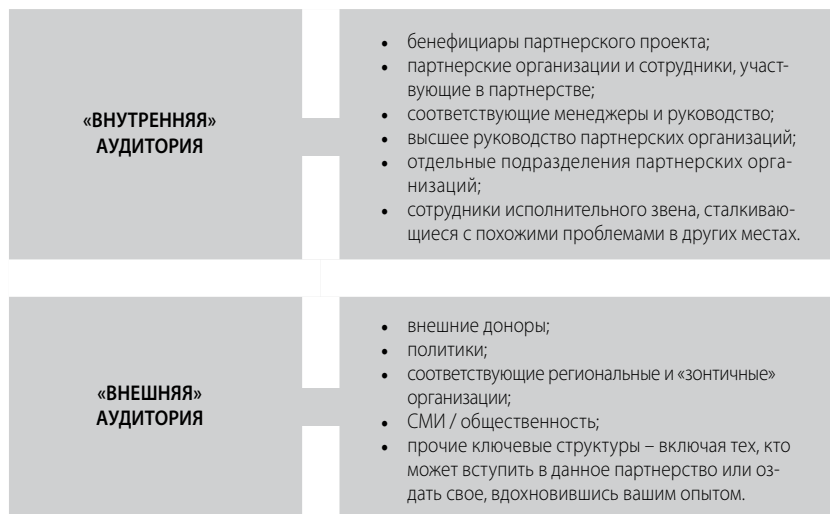 «ВНУТРЕННЯЯ»
АУДИТОРИЯ
• бенефициары партнерского проекта;
• партнерские организации и сотрудники, участ-
вующие в партнерстве;
• соответствующие менеджеры и руководство;
• высшее руководство партнерских организаций;
• отдельные подразделения партнерских орга-
низаций;
• сотрудники исполнительного звена, сталкиваю-
щиеся с похожими проблемами в других местах.
«ВНЕШНЯЯ»
АУДИТОРИЯ
• внешние доноры;
• политики;
• соответствующие региональные и «зонтичные»
организации;
• СМИ / общественность;
• прочие ключевые структуры – включая тех, кто
может вступить в данное партнерство или оз-
дать свое, вдохновившись вашим опытом.